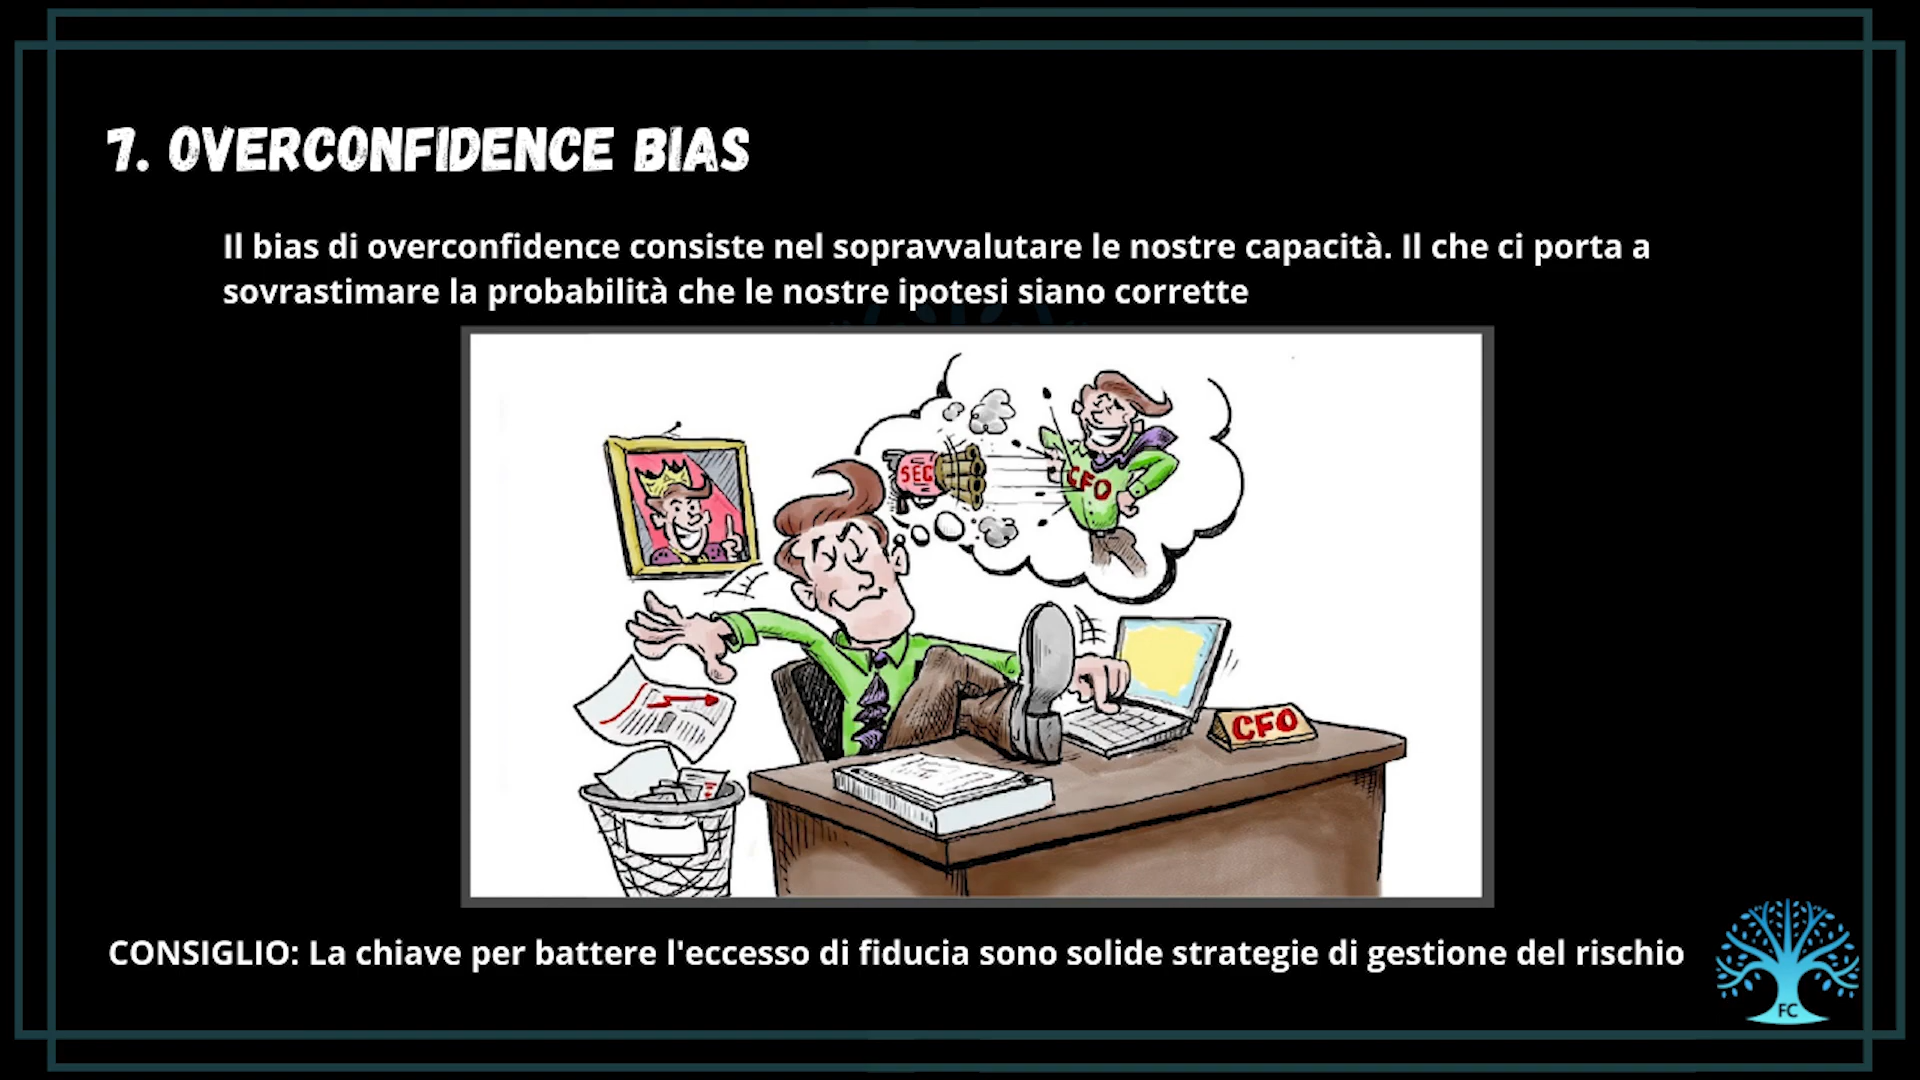 7. OVERCONFIDENCE BIAS
Il bias di overconfidence consiste nel sopravvalutare le nostre capacità. Il che ci porta a
sovrastimare la probabilità che le nostre ipotesi siano corrette
SEC
CFO
CFO
CONSIGLIO: La chiave per battere l'eccesso di fiducia sono solide strategie di gestione del rischio
FC